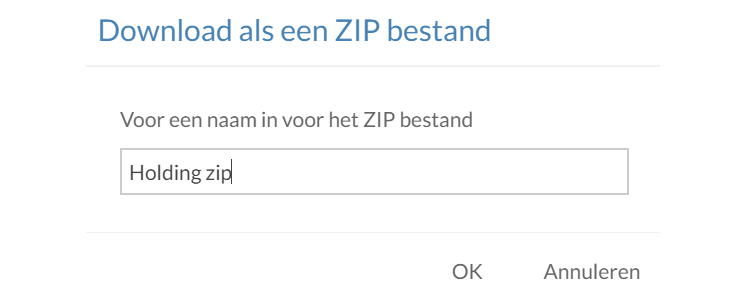 Download als een ZIP bestand
Voor een naam in voor het ZIP bestand
Holding zip
OK Annuleren